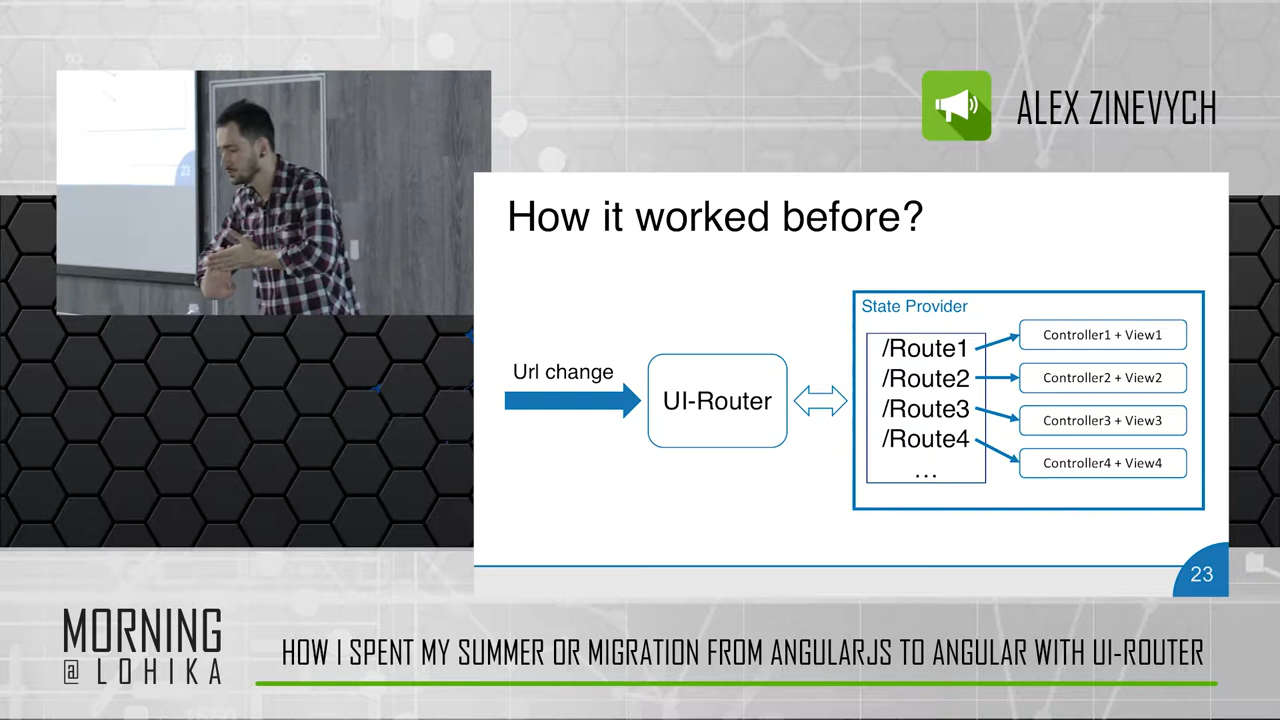 ALEX ZINEVYCH
23
How it worked before?
State Provider
Url change
UI-Router
/Route1
/Route2
/Route3
/Route4
...
Controller1 + View1
Controller2 + View2
Controller3 + View3
Controller4 + View4
23
MORNING
@ LOHIKA
HOW I SPENT MY SUMMER OR MIGRATION FROM ANGULARJS TO ANGULAR WITH UI-ROUTER